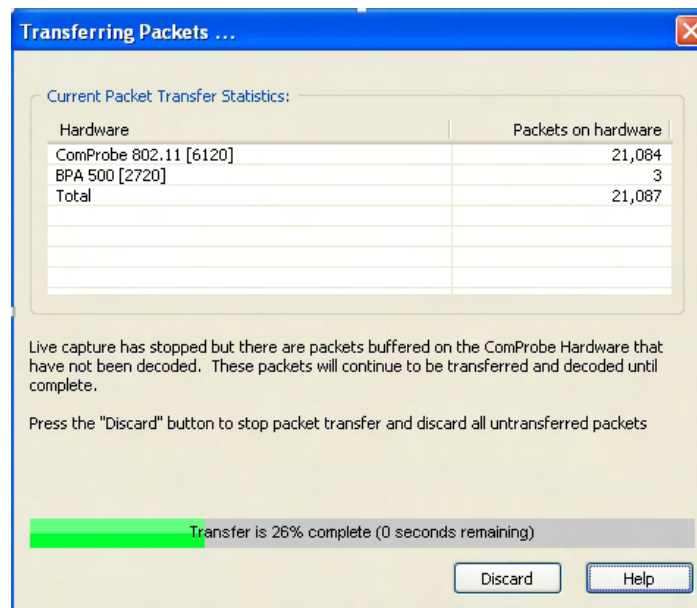 Transferring Packets ...
Current Packet Transfer Statistics:
Hardware Packets on hardware
ComProbe 802.11 [6120] 21,084
BPA 500 [2720] 3
Total 21,087
Live capture has stopped but there are packets buffered on the ComProbe Hardware that
have not been decoded. These packets will continue to be transferred and decoded until
complete.
Press the "Discard" button to stop packet transfer and discard all untransferred packets
Transfer is 26% complete (0 seconds remaining)
Discard Help